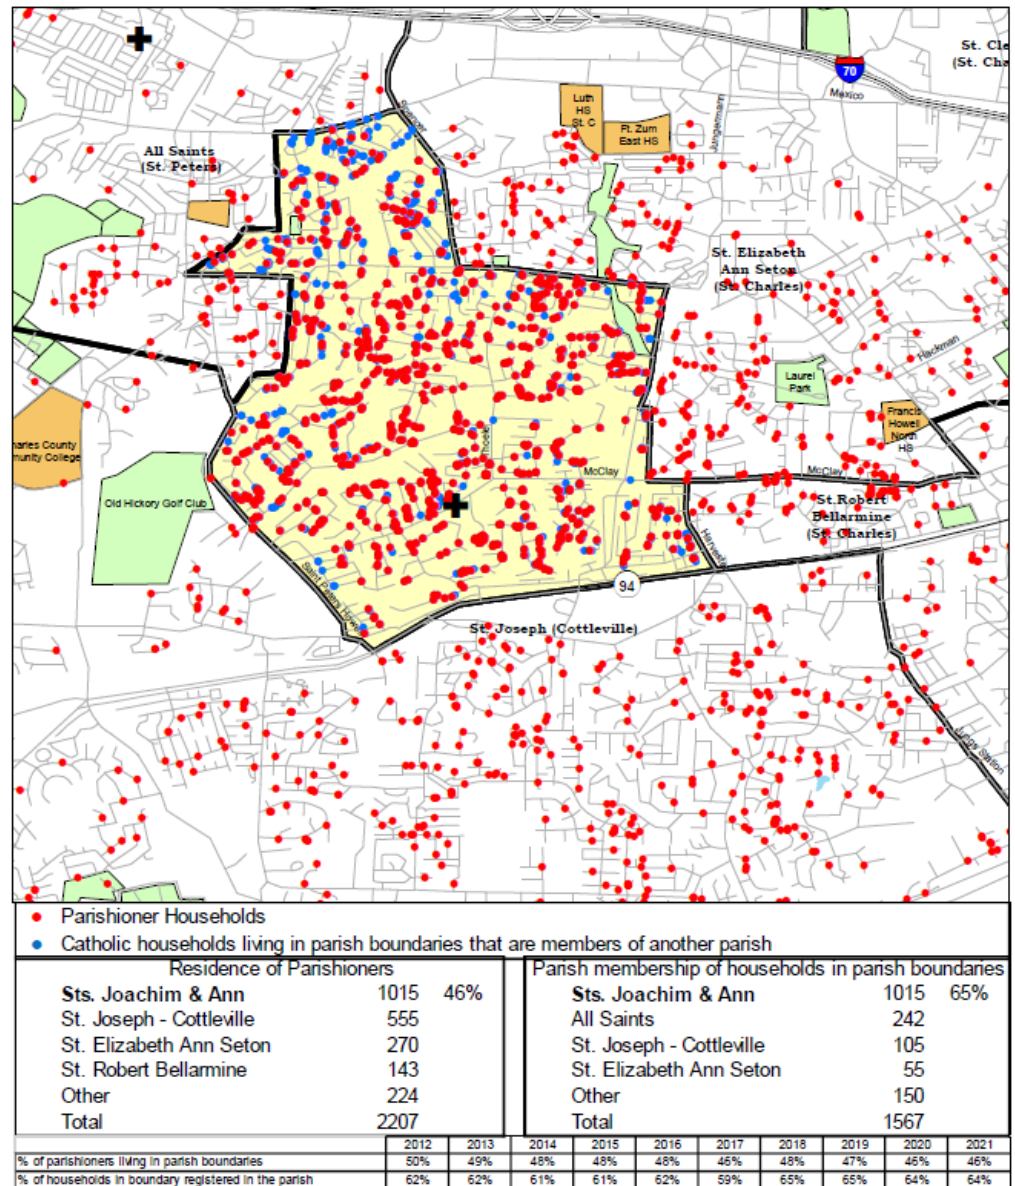 St. Cle
(St. Cha
70
Mexico
Spencer
Luth
HS
St. C
Ft. Zum
East HS
Jungermann
All Saints
(St. Peters)
St. Elizabeth
Ann Seton
(St. Charles)
Hackman
Laurel
Park
Francis
Howell
North
HS
harles County
munity College
McClay
McClay
Old Hickory Golf Club
St. Robert
Bellarmine
(St. Charles)
Harvester
94
St. Joseph (Cottleville)
Jungs Station
Parishioner Households
Catholic households living in parish boundaries that are members of another parish
Residence of Parishioners
Sts. Joachim & Ann 1015 46%
St. Joseph - Cottleville 555
St. Elizabeth Ann Seton 270
St. Robert Bellarmine 143
Other 224
Total 2207
Parish membership of households in parish boundaries
Sts. Joachim & Ann 1015 65%
All Saints 242
St. Joseph - Cottleville 105
St. Elizabeth Ann Seton 55
Other 150
Total 1567
2012 2013 2014 2015 2016 2017 2018 2019 2020 2021
% of parishioners living in parish boundaries 50% 49% 48% 48% 48% 46% 48% 47% 46% 46%
% of households in boundary registered in the parish 62% 62% 61% 61% 62% 59% 65% 65% 64% 64%